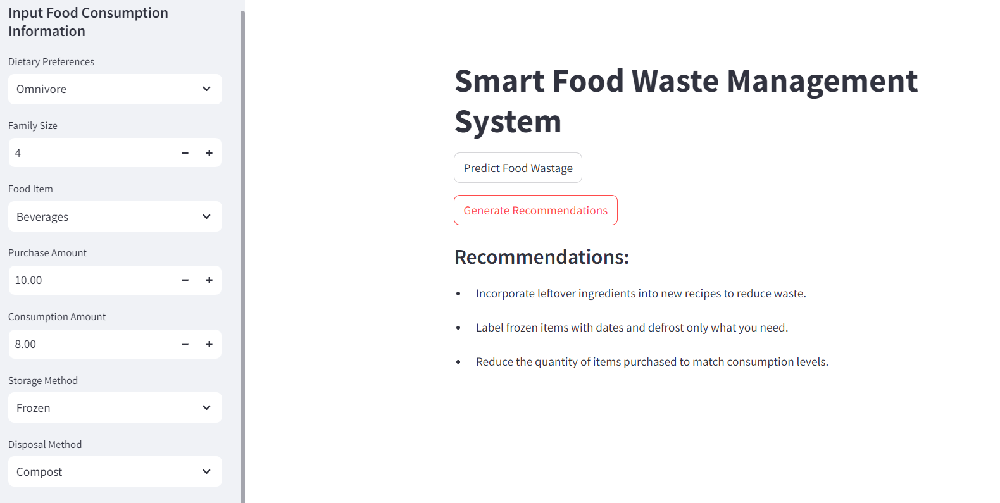 Input Food Consumption
Information
Dietary Preferences
Omnivore
Family Size
4
Food Item
Beverages
Purchase Amount
10.00
Consumption Amount
8.00
Storage Method
Frozen
Disposal Method
Compost
Smart Food Waste Management
System
Predict Food Wastage
Generate Recommendations
Recommendations:
• Incorporate leftover ingredients into new recipes to reduce waste.
• Label frozen items with dates and defrost only what you need.
• Reduce the quantity of items purchased to match consumption levels.